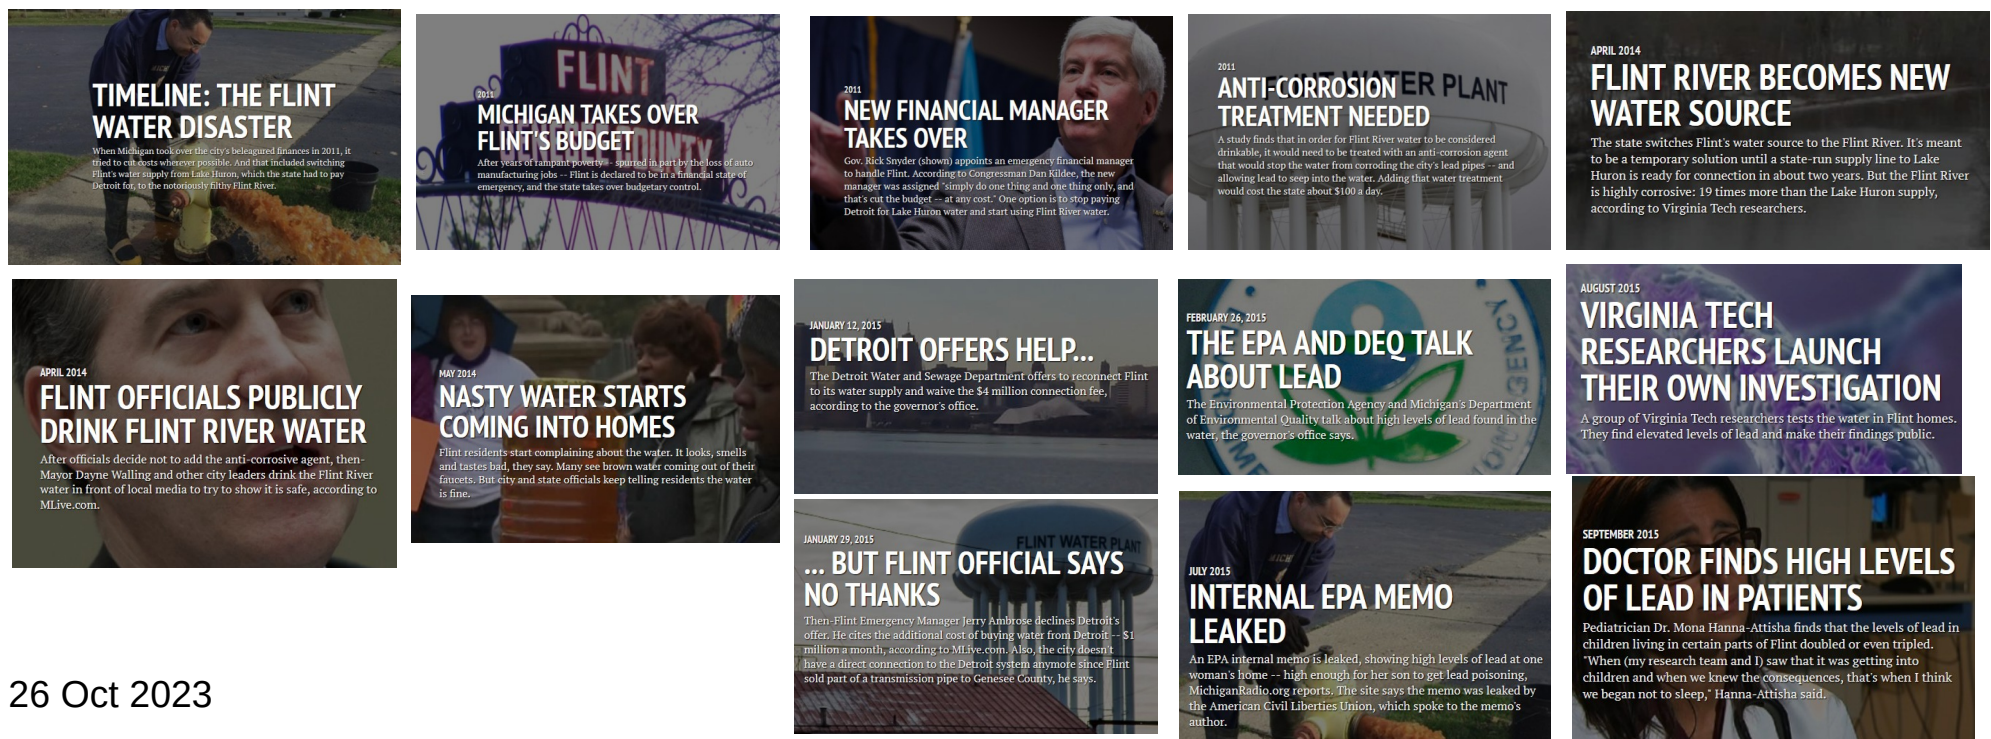 TIMELINE: THE FLINT
WATER DISASTER
When Michigan took over the city's beleagured finances in 2011, it
tried to cut costs wherever possible. And that included switching
Flint's water supply from Lake Huron, which the state had to pay
Detroit for, to the notoriously filthy Flint River.
FLINT
2011
MICHIGAN TAKES OVER
FLINT'S BUDGET
After years of rampant poverty -- spurred in part by the loss of auto
manufacturing jobs -- Flint is declared to be in a financial state of
emergency, and the state takes over budgetary control.
2011
NEW FINANCIAL MANAGER
TAKES OVER
Gov. Rick Snyder (shown) appoints an emergency financial manager
to handle Flint. According to Congressman Dan Kildee, the new
manager was assigned "simply do one thing and one thing only, and
that's cut the budget -- at any cost." One option is to stop paying
Detroit for Lake Huron water and start using Flint River water.
FLINT WATER PLANT
2011
ANTI-CORROSION
TREATMENT NEEDED
A study finds that in order for Flint River water to be considered
drinkable, it would need to be treated with an anti-corrosion agent
that would stop the water from corroding the city's lead pipes -- and
allowing lead to seep into the water. Adding that water treatment
would cost the state about $100 a day.
APRIL 2014
FLINT RIVER BECOMES NEW
WATER SOURCE
The state switches Flint's water source to the Flint River. It's meant
to be a temporary solution until a state-run supply line to Lake
Huron is ready for connection in about two years. But the Flint River
is highly corrosive: 19 times more than the Lake Huron supply,
according to Virginia Tech researchers.
APRIL 2014
FLINT OFFICIALS PUBLICLY
DRINK FLINT RIVER WATER
After officials decide not to add the anti-corrosive agent, then-
Mayor Dayne Walling and other city leaders drink the Flint River
water in front of local media to try to show it is safe, according to
MLive.com.
MAY 2014
NASTY WATER STARTS
COMING INTO HOMES
Flint residents start complaining about the water. It looks, smells
and tastes bad, they say. Many see brown water coming out of their
faucets. But city and state officials keep telling residents the water
is fine.
JANUARY 12, 2015
DETROIT OFFERS HELP...
The Detroit Water and Sewage Department offers to reconnect Flint
to its water supply and waive the $4 million connection fee,
according to the governor's office.
JANUARY 29, 2015
FLINT WATER PLANT
... BUT FLINT OFFICIAL SAYS
NO THANKS
Then-Flint Emergency Manager Jerry Ambrose declines Detroit's
offer. He cites the additional cost of buying water from Detroit -- $1
million a month, according to MLive.com. Also, the city doesn't
have a direct connection to the Detroit system anymore since Flint
sold part of a transmission pipe to Genesee County, he says.
FEBRUARY 26, 2015
THE EPA AND DEQ TALK
ABOUT LEAD
The Environmental Protection Agency and Michigan's Department
of Environmental Quality talk about high levels of lead found in the
water, the governor's office says.
JULY 2015
INTERNAL EPA MEMO
LEAKED
An EPA internal memo is leaked, showing high levels of lead at one
woman's home -- high enough for her son to get lead poisoning,
MichiganRadio.org reports. The site says the memo was leaked by
the American Civil Liberties Union, which spoke to the memo's
author.
AUGUST 2015
VIRGINIA TECH
RESEARCHERS LAUNCH
THEIR OWN INVESTIGATION
A group of Virginia Tech researchers tests the water in Flint homes.
They find elevated levels of lead and make their findings public.
SEPTEMBER 2015
DOCTOR FINDS HIGH LEVELS
OF LEAD IN PATIENTS
Pediatrician Dr. Mona Hanna-Attisha finds that the levels of lead in
children living in certain parts of Flint doubled or even tripled.
"When (my research team and I) saw that it was getting into
children and when we knew the consequences, that's when I think
we began not to sleep," Hanna-Attisha said.
26 Oct 2023